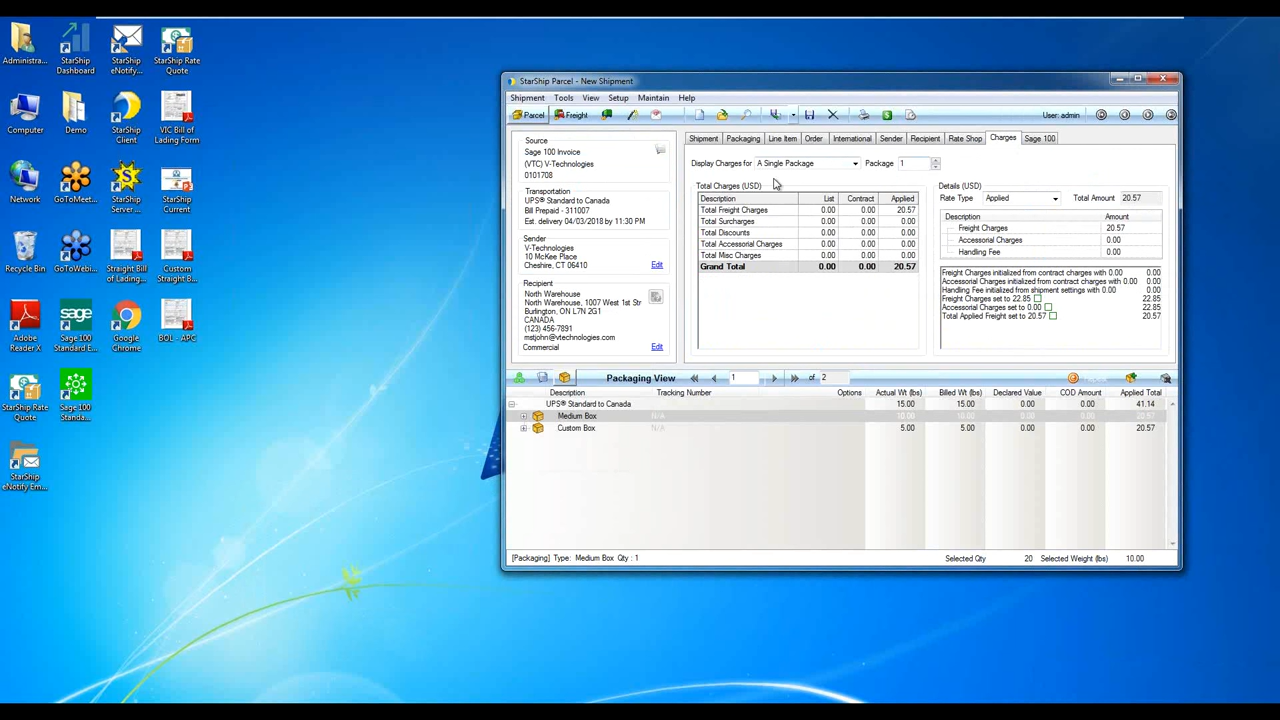 Administra...
StarShip
Dashboard
StarShip
eNotify...
StarShip Rate
Quote
Computer
Demo
StarShip
Client
VIC Bill of
Lading Form
Network
GoToMeet...
StarShip
Server ...
StarShip
Current
Recycle Bin
GoToWebi...
Straight Bill
of Lading...
Custom
Straight B...
Adobe
Reader X
Sage 100
Standard E...
Google
Chrome
BOL - APC
StarShip Rate
Quote
Sage 100
Standa...
StarShip
eNotify Em...
StarShip Parcel - New Shipment
Shipment Tools View Setup Maintain Help
Parcel Freight User: admin
Source
Sage 100 Invoice
(VTC) V-Technologies
0101708
Transportation
UPS® Standard to Canada
Bill Prepaid - 311007
Est. delivery 04/03/2018 by 11:30 PM
Sender
V-Technologies
10 McKee Place
Cheshire, CT 06410 Edit
Recipient
North Warehouse
North Warehouse, 1007 West 1st Str
Burlington, ON L7N 2G1
CANADA
(123) 456-7891
mstjohn@vtechnologies.com
Commercial Edit
Shipment Packaging Line Item Order International Sender Recipient Rate Shop Charges Sage 100
Display Charges for A Single Package Package 1
Total Charges (USD)
Description List Contract Applied
Total Freight Charges 0.00 0.00 20.57
Total Surcharges 0.00 0.00 0.00
Total Discounts 0.00 0.00 0.00
Total Accessorial Charges 0.00 0.00 0.00
Total Misc Charges 0.00 0.00 0.00
Grand Total 0.00 0.00 20.57
Details (USD)
Rate Type Applied Total Amount 20.57
Description Amount
Freight Charges 20.57
Accessorial Charges 0.00
Handling Fee 0.00
Freight Charges initialized from contract charges with 0.00 0.00
Accessorial Charges initialized from contract charges with 0.00 0.00
Handling Fee initialized from shipment settings with 0.00 0.00
Freight Charges set to 22.85 22.85
Accessorial Charges set to 0.00 22.85
Total Applied Freight set to 20.57 20.57
Packaging View 1 of 2
Description Tracking Number Options Actual Wt (lbs) Billed Wt (lbs) Declared Value COD Amount Applied Total
UPS® Standard to Canada 15.00 15.00 0.00 0.00 41.14
Medium Box N/A 10.00 10.00 0.00 0.00 20.57
Custom Box N/A 5.00 5.00 0.00 0.00 20.57
[Packaging] Type: Medium Box Qty : 1 Selected Qty 20 Selected Weight (lbs) 10.00